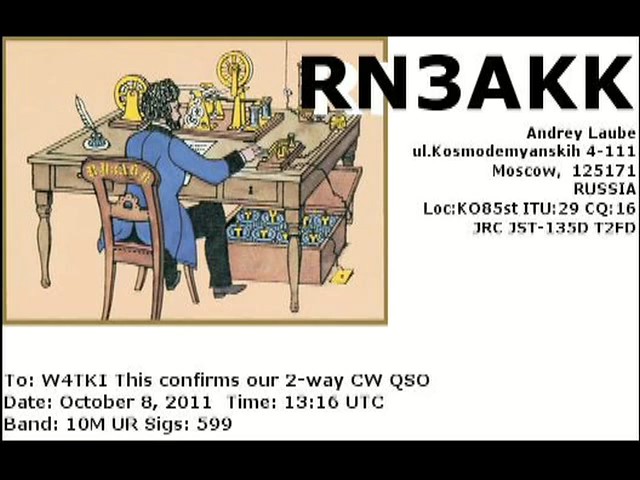 RN3AKK
Andrey Laube
ul.Kosmodemyanskih 4-111
Moscow, 125171
RUSSIA
Loc:KO85st ITU:29 CQ:16
JRC JST-135D T2FD
To: W4TKI This confirms our 2-way CW QSO
Date: October 8, 2011 Time: 13:16 UTC
Band: 10M UR Sigs: 599